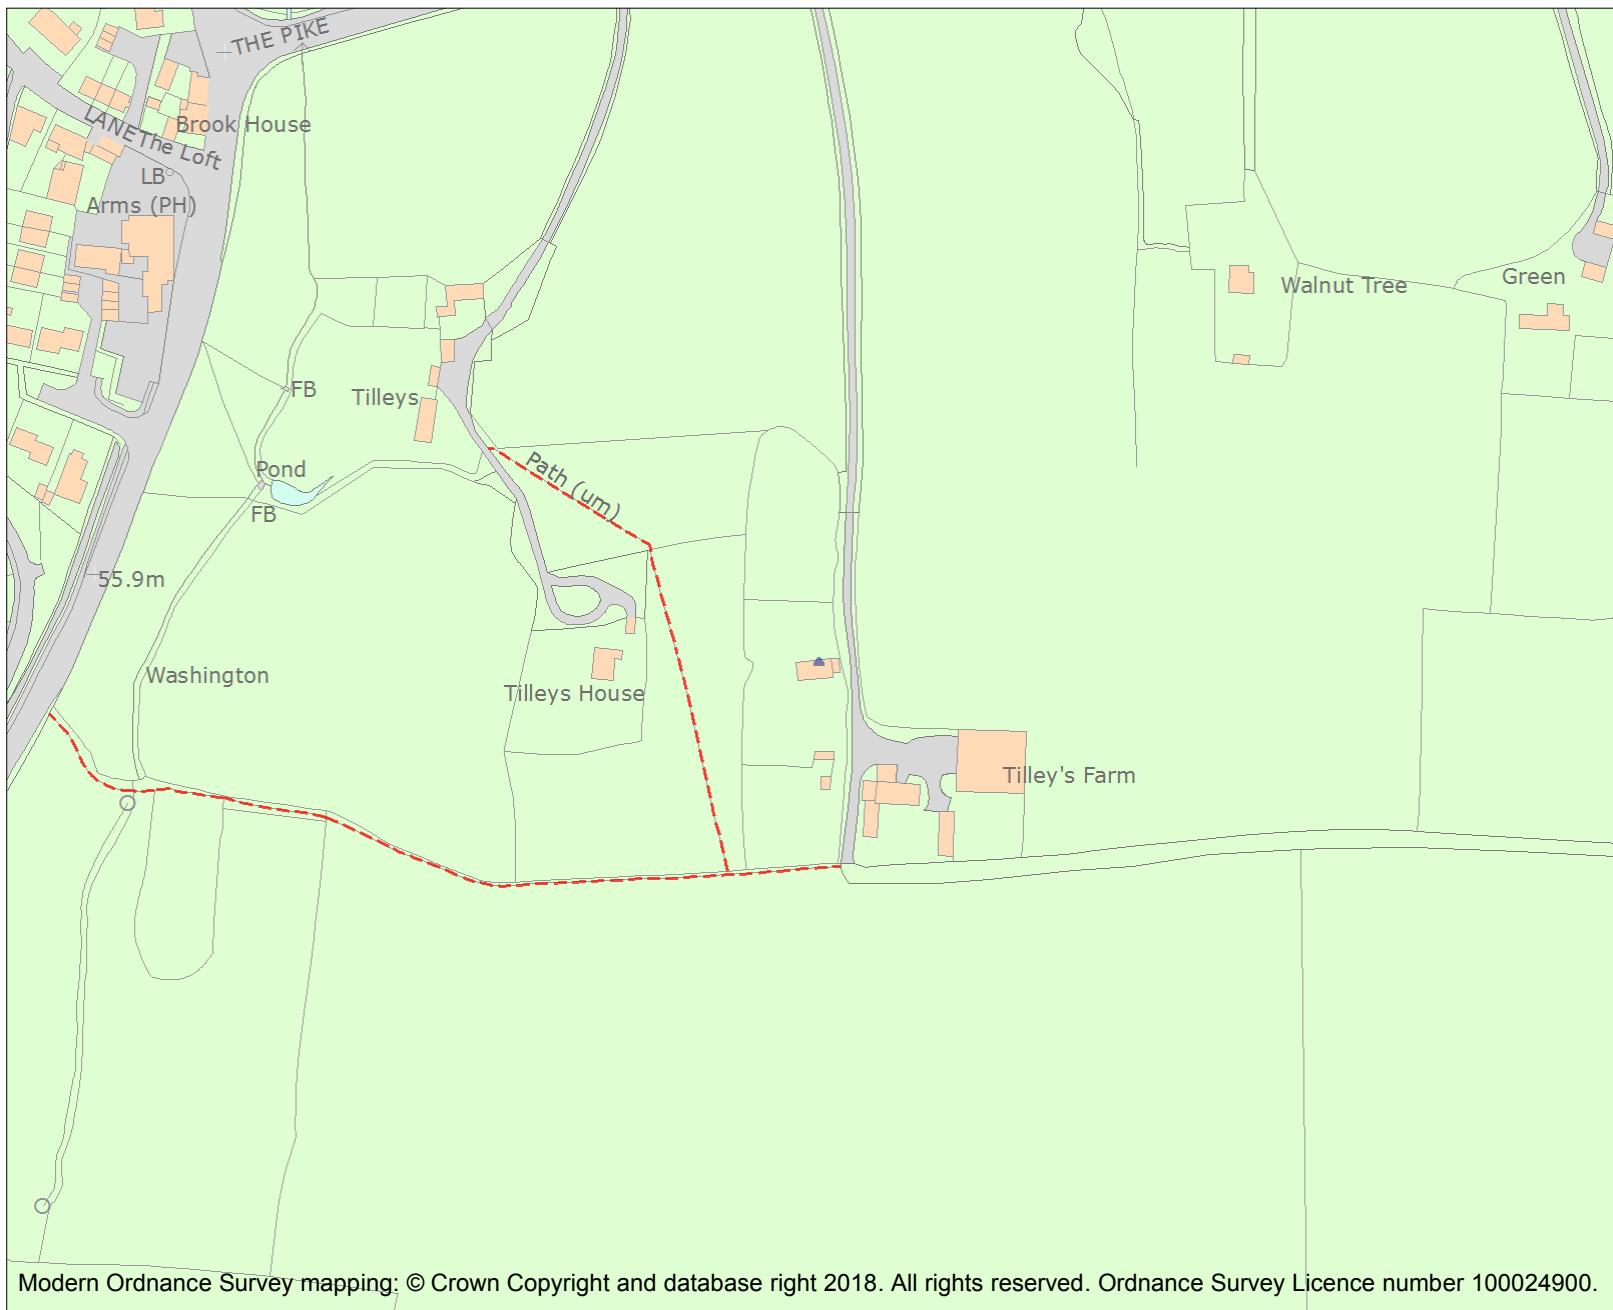 THE PIKE
Brook House
LANE
The Loft
LB
Arms (PH)
Walnut Tree
Green
FB
Tilleys
Path (um)
Pond
FB
55.9m
Washington
Tilleys House
Tilley's Farm
Modern Ordnance Survey mapping: © Crown Copyright and database right 2018. All rights reserved. Ordnance Survey Licence number 100024900.